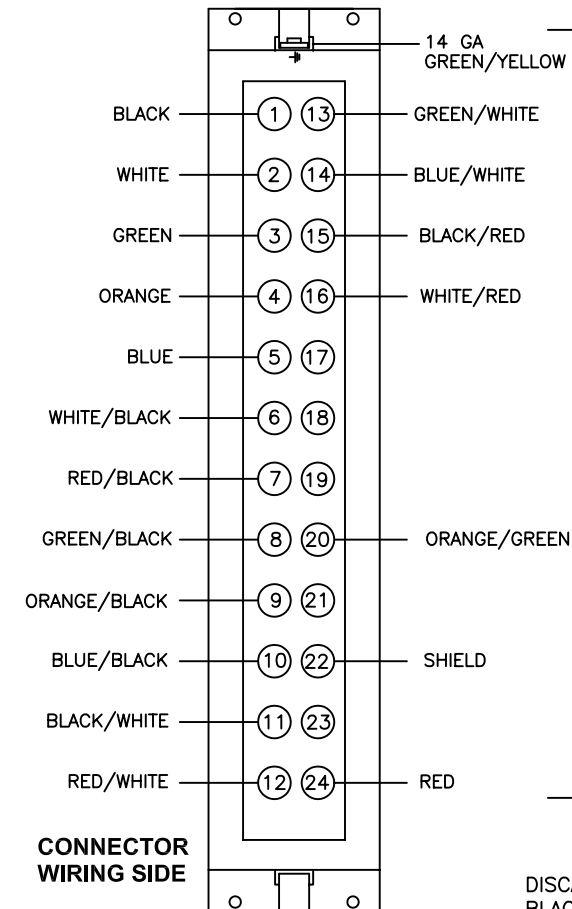 14 GA
GREEN/YELLOW
BLACK 1 13 GREEN/WHITE
WHITE 2 14 BLUE/WHITE
GREEN 3 15 BLACK/RED
ORANGE 4 16 WHITE/RED
BLUE 5 17
WHITE/BLACK 6 18
RED/BLACK 7 19
GREEN/BLACK 8 20 ORANGE/GREEN
ORANGE/BLACK 9 21
BLUE/BLACK 10 22 SHIELD
BLACK/WHITE 11 23
RED/WHITE 12 24 RED
CONNECTOR
WIRING SIDE